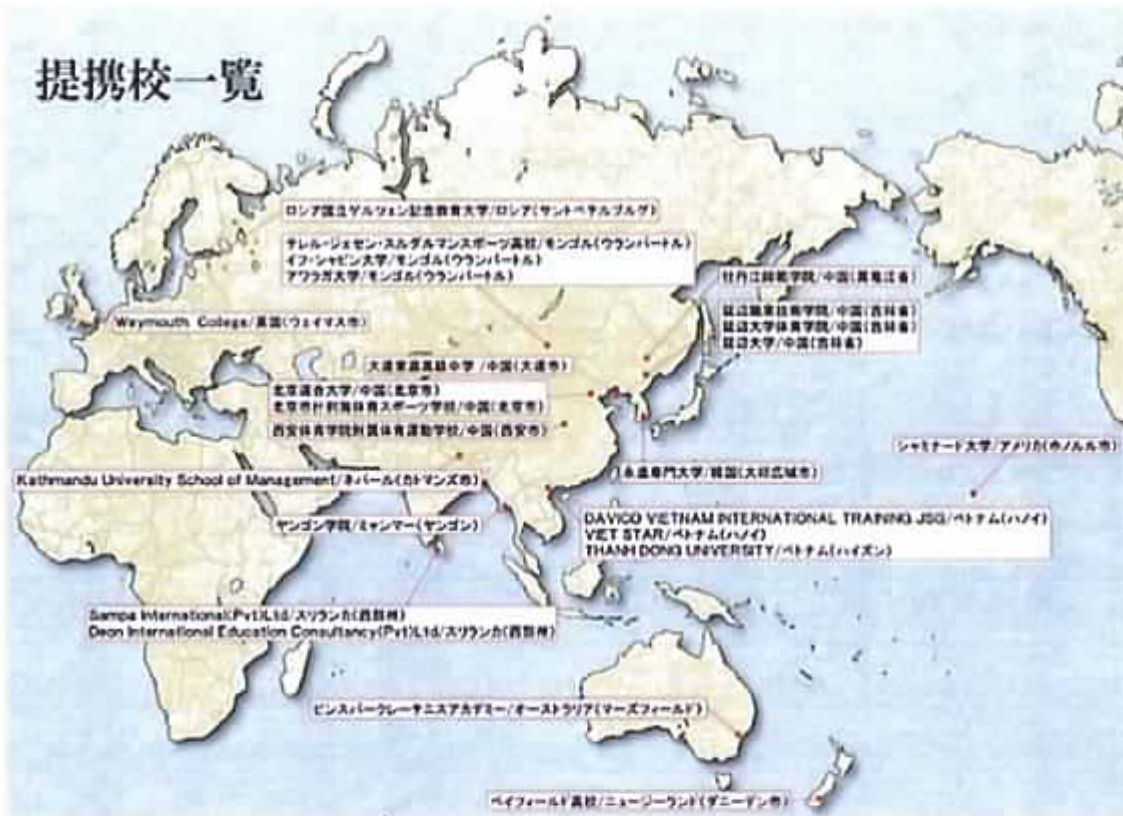 提携校一覧
ロシア国立ゲルツェン記念教育大学/ロシア(サントペテルブルグ)
テレル・ジェセン・スルダルマンスポーツ高校/モンゴル(ウランバートル)
イフ・シャビン大学/モンゴル(ウランバートル)
アワラガ大学/モンゴル(ウランバートル)
牡丹江師範学院/中国(黒竜江省)
延辺職業技術学院/中国(吉林省)
延辺大学体育学院/中国(吉林省)
延辺大学/中国(吉林省)
Weymouth College/英国(ウェイマス市)
大連家高級中学/中国(大連市)
北京連合大学/中国(北京市)
北京市什刹海体育スポーツ学校/中国(北京市)
西安体育学院附属体育運動学校/中国(西安市)
シャミナード大学/アメリカ(ホノルル市)
永進専門大学/韓国(大邱広域市)
Kathmandu University School of Management/ネパール(カトマンズ市)
ヤンゴン学院/ミャンマー(ヤンゴン)
DAVICO VIETNAM INTERNATIONAL TRAINING JSC/ベトナム(ハノイ)
VIET STAR/ベトナム(ハノイ)
THANH DONG UNIVERSITY/ベトナム(ハイズン)
Sampa International(Pvt)Ltd/スリランカ(西部州)
Deon International Education Consultancy(Pvt)Ltd/スリランカ(西部州)
ビンスバークレーテニスアカデミー/オーストラリア(マーズフィールド)
ベイフィールド高校/ニュージーランド(ダニーデン市)